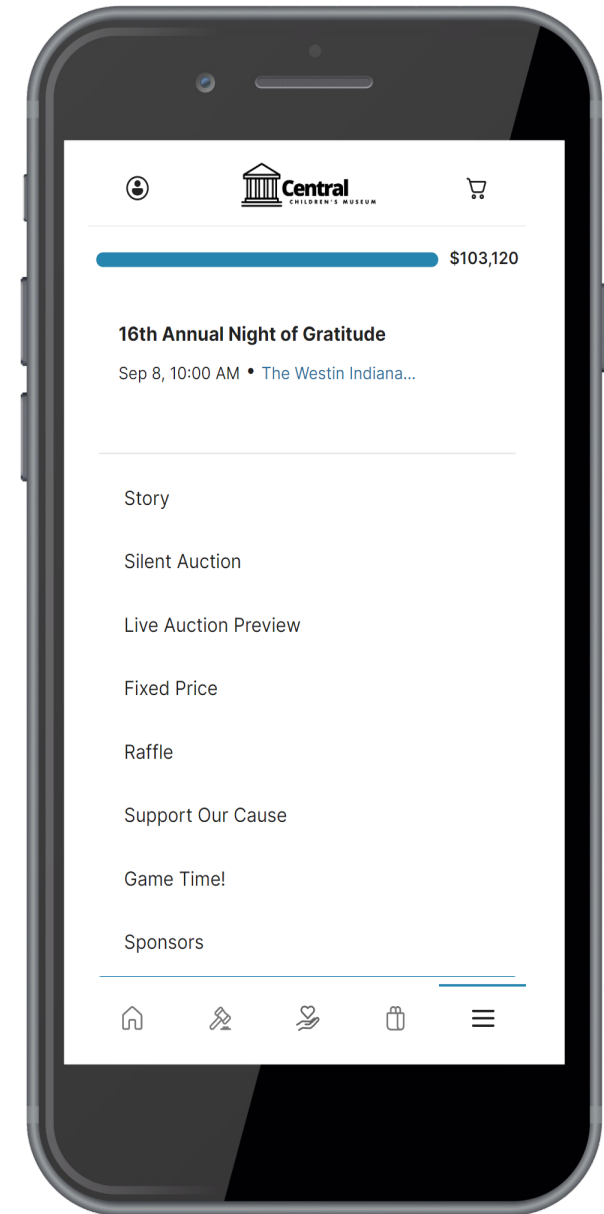 Central
CHILDREN'S MUSEUM
$103,120
16th Annual Night of Gratitude
Sep 8, 10:00 AM • The Westin Indiana...
Story
Silent Auction
Live Auction Preview
Fixed Price
Raffle
Support Our Cause
Game Time!
Sponsors